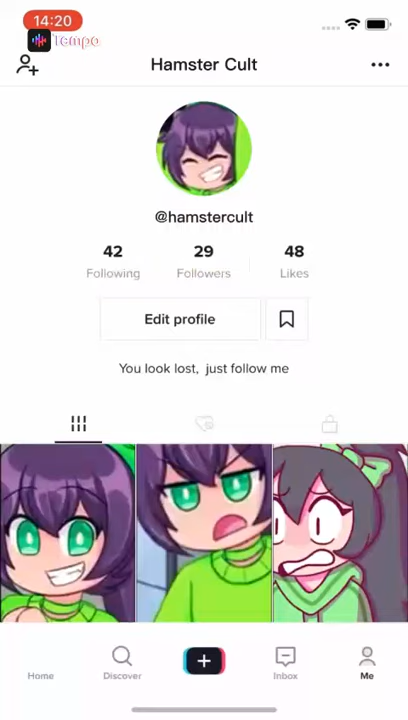 14:20
Tempo
Hamster Cult
@hamstercult
42 29 48
Following Followers Likes
Edit profile
You look lost, just follow me
Home Discover Inbox Me